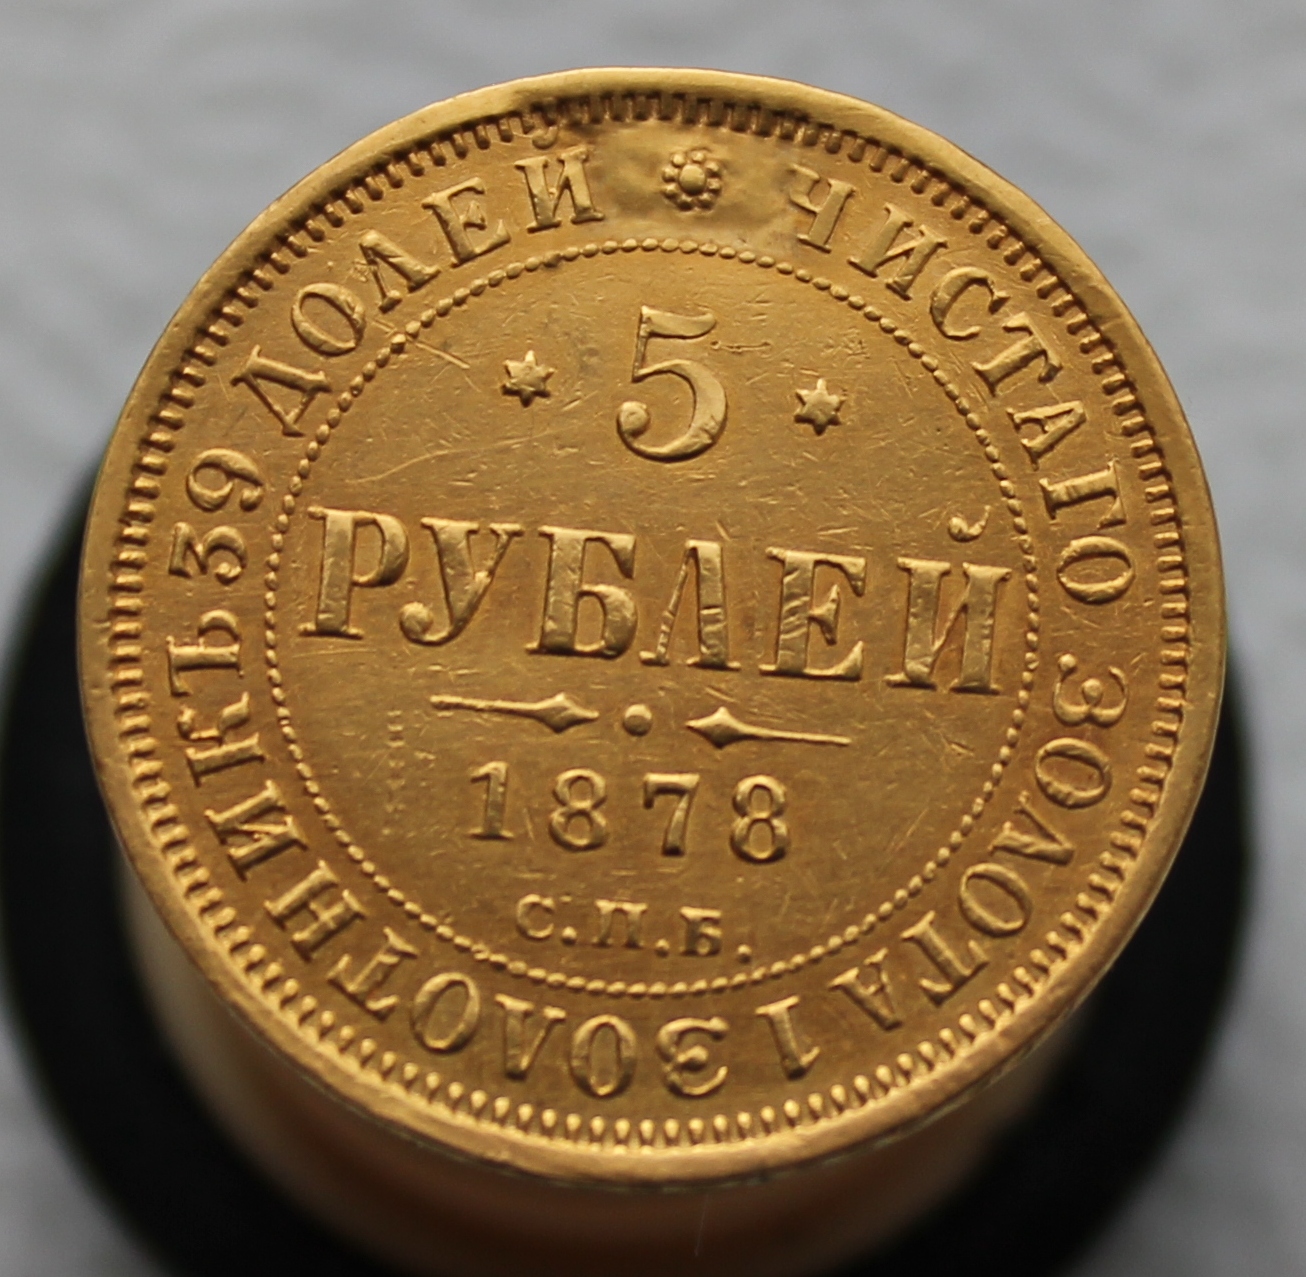 5
РУБЛЕЙ
1878
С.П.Б.
ЧИСТАГО ЗОЛОТА 1 ЗОЛОТНИКЪ 39 ДОЛЕЙ